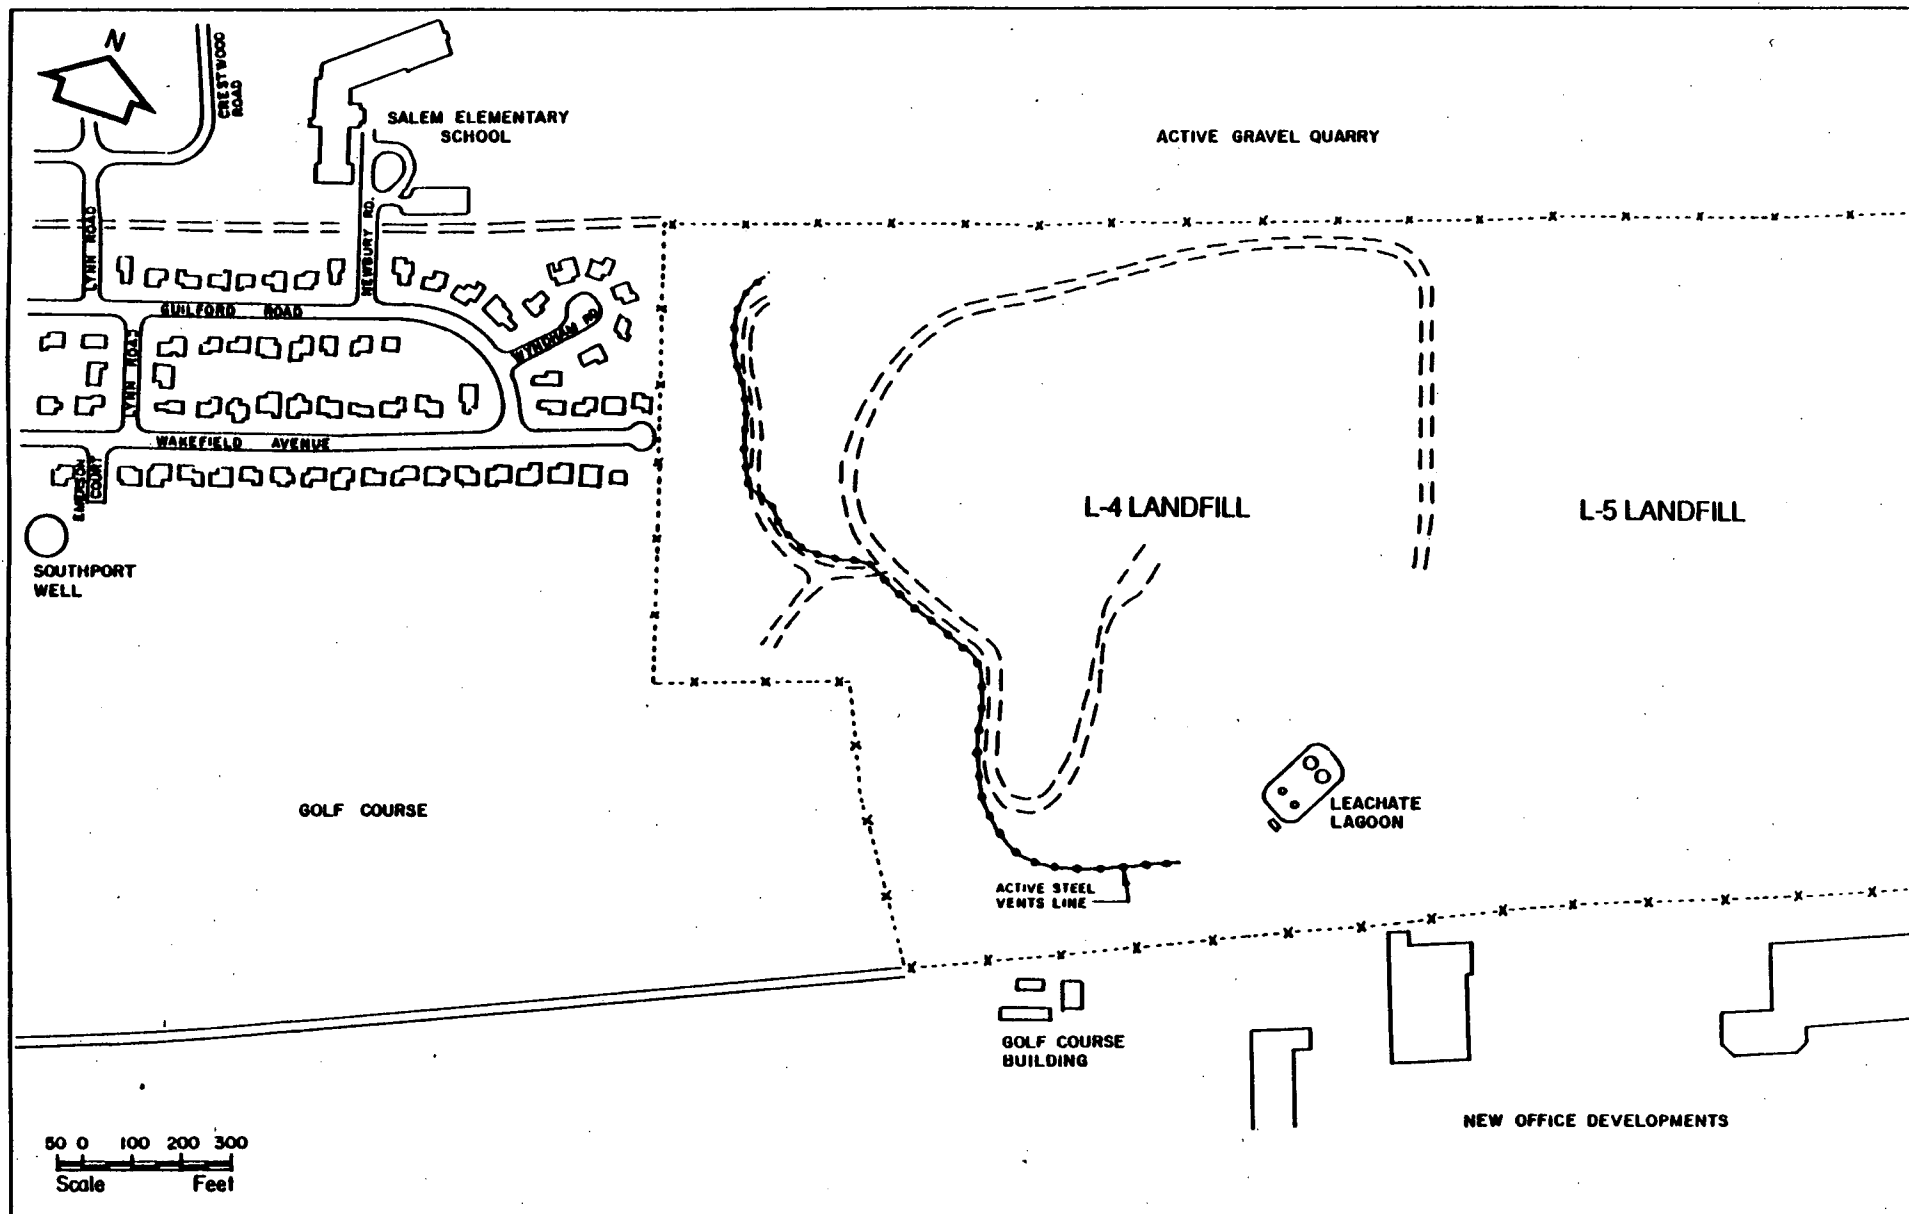 N
CRESTWOOD
ROAD
SALEM ELEMENTARY
SCHOOL
ACTIVE GRAVEL QUARRY
LYNN ROAD
NEWBURY RD.
GUILFORD ROAD
WYNDHAM RD.
LYNN ROAD
WAKEFIELD AVENUE
EMERSON
COURT
L-4 LANDFILL
L-5 LANDFILL
SOUTHPORT
WELL
GOLF COURSE
LEACHATE
LAGOON
ACTIVE STEEL
VENTS LINE
GOLF COURSE
BUILDING
NEW OFFICE DEVELOPMENTS
50 0 100 200 300
Scale Feet